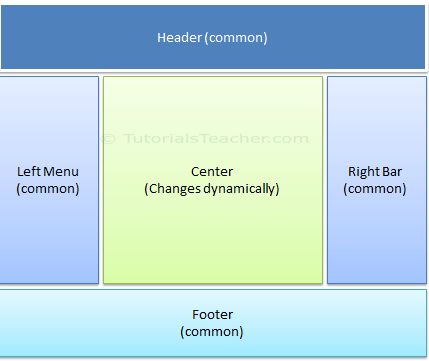 Header (common)
© TutorialsTeacher.com
Left Menu
(common)
Center
(Changes dynamically)
Right Bar
(common)
Footer
(common)